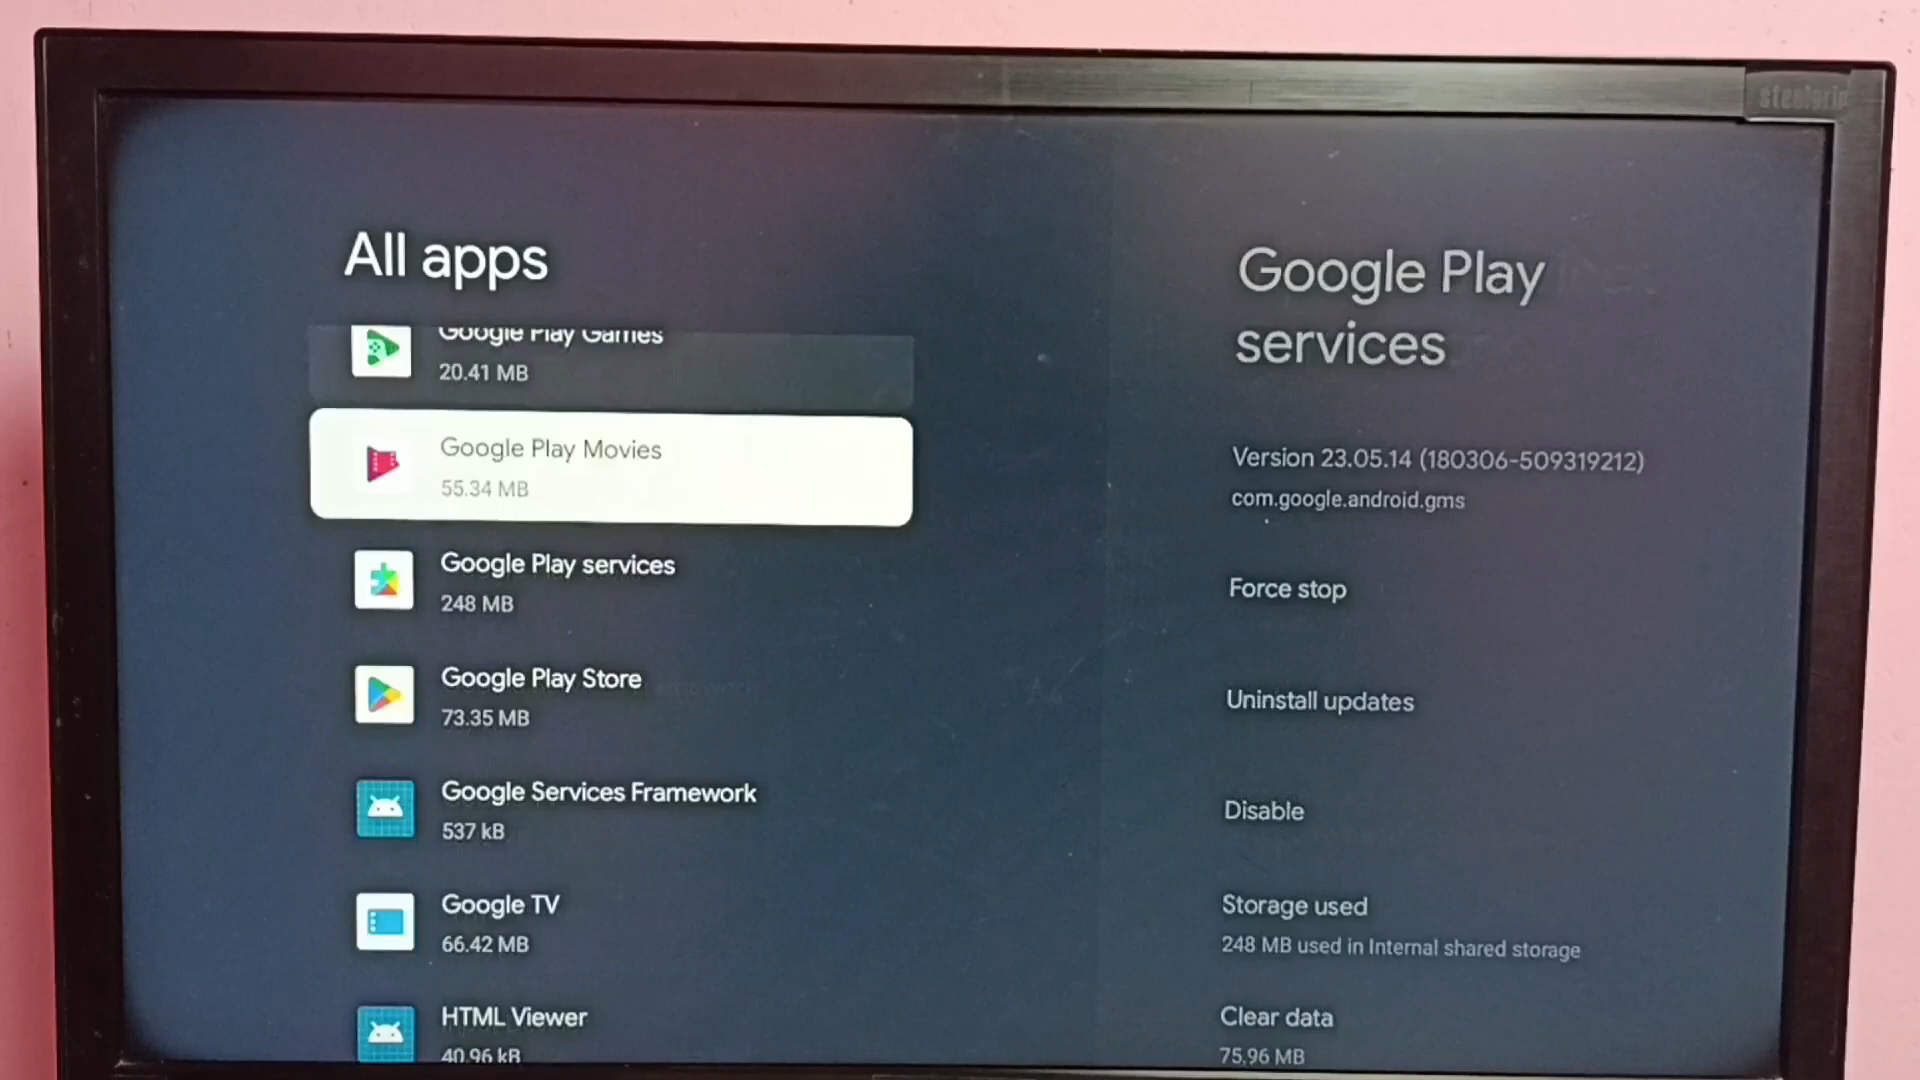 All apps
Google Play Games
20.41 MB
Google Play Movies
55.34 MB
Google Play services
248 MB
Google Play Store
73.35 MB
Google Services Framework
537 kB
Google TV
66.42 MB
HTML Viewer
40.96 kB
Google Play
services
Version 23.05.14 (180306-509319212)
com.google.android.gms
Force stop
Uninstall updates
Disable
Storage used
248 MB used in Internal shared storage
Clear data
75.96 MB